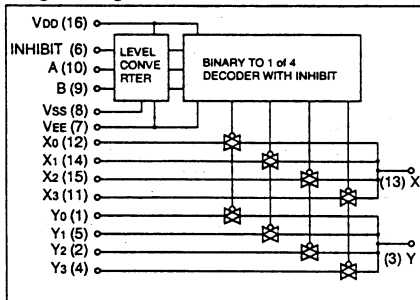 VDD (16)
INHIBIT (6)
A (10)
B (9)
VSS (8)
VEE (7)
X0 (12)
X1 (14)
X2 (15)
X3 (11)
Y0 (1)
Y1 (5)
Y2 (2)
Y3 (4)
LEVEL
CONVE
RTER
BINARY TO 1 of 4
DECODER WITH INHIBIT
(13) X
(3) Y